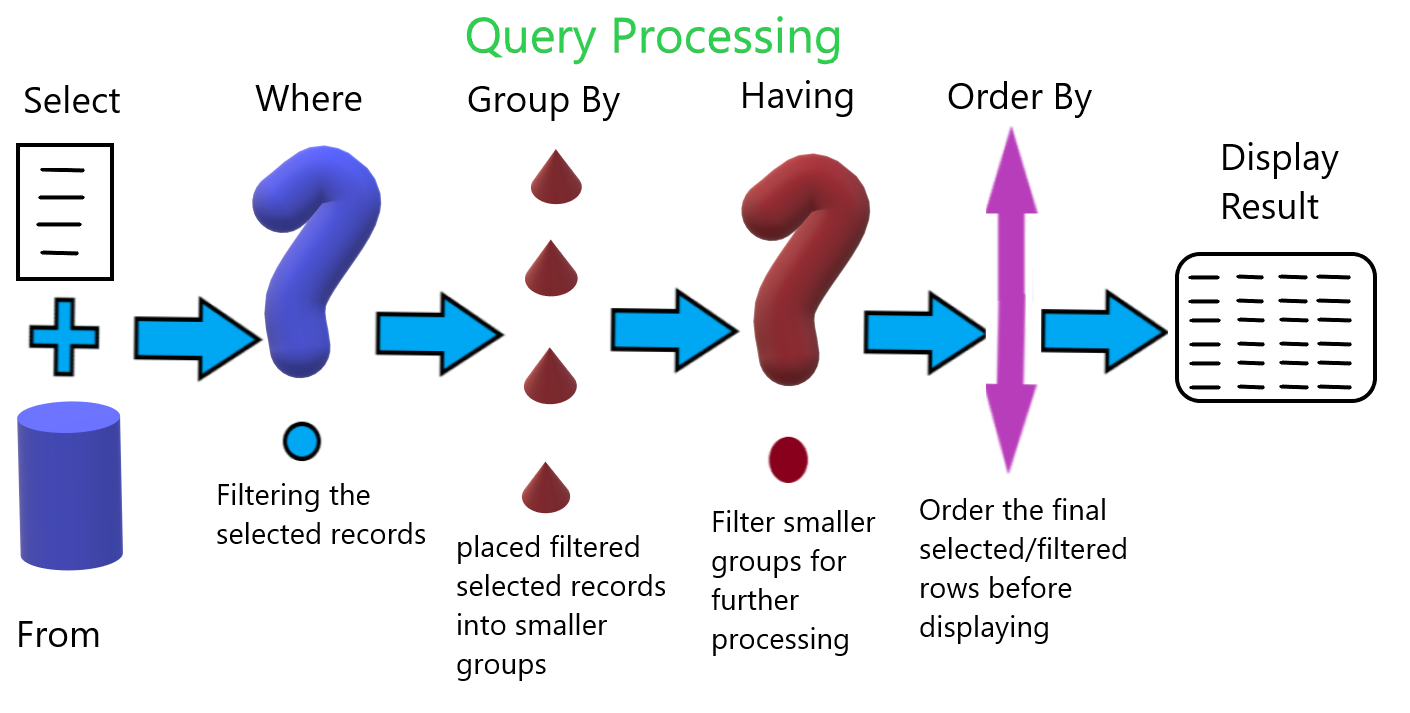 Query Processing
Select
Where
Group By
Having
Order By
Display
Result
Filtering the
selected records
placed filtered
selected records
into smaller
groups
Filter smaller
groups for
further
processing
Order the final
selected/filtered
rows before
displaying
From